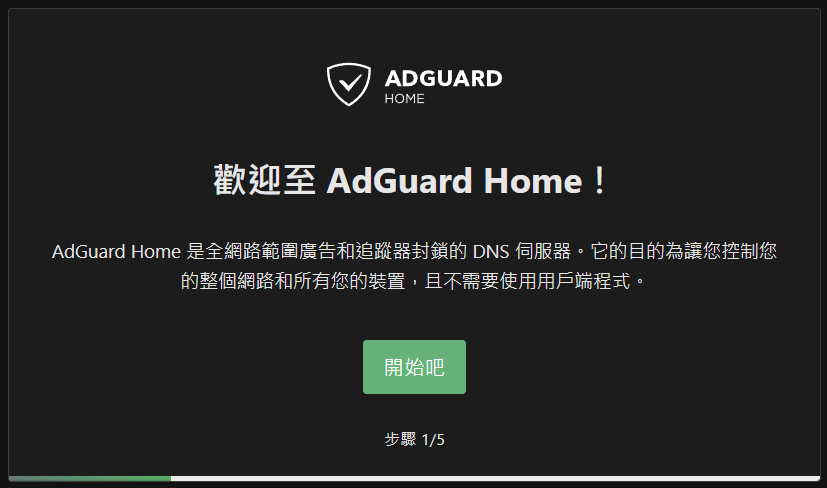 ADGUARD
HOME
歡迎至 AdGuard Home！
AdGuard Home 是全網路範圍廣告和追蹤器封鎖的 DNS 伺服器。它的目的為讓您控制您
的整個網路和所有您的裝置，且不需要使用用戶端程式。
開始吧
步驟 1/5